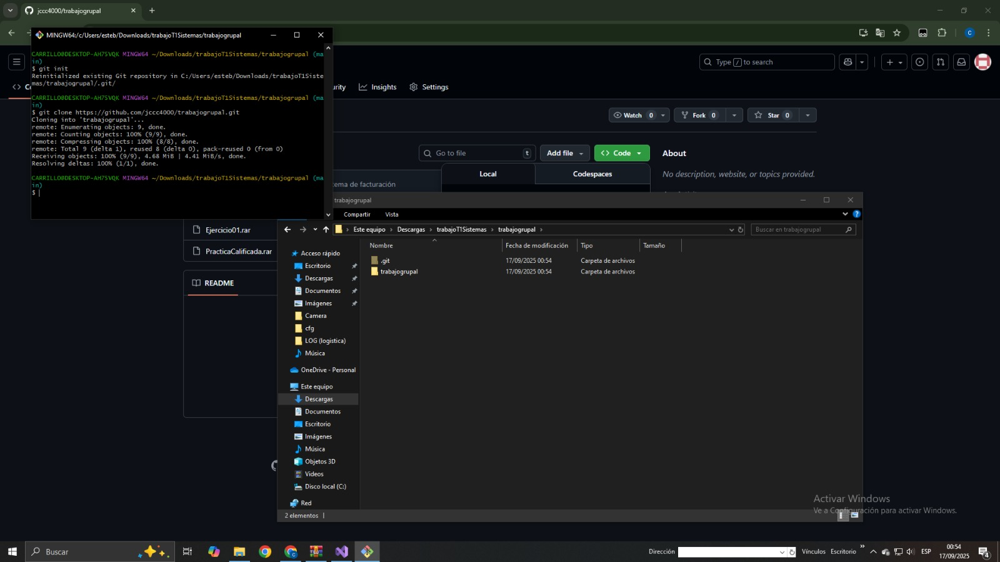 jccc4000/trabajogrupal
MINGW64:/c/Users/esteb/Downloads/trabajoT1Sistemas/trabajogrupal
CARRILLO@DESKTOP-AH75VQK MINGW64 ~/Downloads/trabajoT1Sistemas/trabajogrupal (ma
in)
$ git init
Reinitialized existing Git repository in C:/Users/esteb/Downloads/trabajoT1Siste
mas/trabajogrupal/.git/
CARRILLO@DESKTOP-AH75VQK MINGW64 ~/Downloads/trabajoT1Sistemas/trabajogrupal (ma
in)
$ git clone https://github.com/jccc4000/trabajogrupal.git
Cloning into 'trabajogrupal'...
remote: Enumerating objects: 9, done.
remote: Counting objects: 100% (9/9), done.
remote: Compressing objects: 100% (8/8), done.
remote: Total 9 (delta 1), reused 8 (delta 0), pack-reused 0 (from 0)
Receiving objects: 100% (9/9), 4.68 MiB | 4.41 MiB/s, done.
Resolving deltas: 100% (1/1), done.
CARRILLO@DESKTOP-AH75VQK MINGW64 ~/Downloads/trabajoT1Sistemas/trabajogrupal (ma
in)
$
C
Type / to search
<> Co
urity Insights Settings
Watch 0 Fork 0 Star 0
Go to file t Add file <> Code About
Local Codespaces No description, website, or topics provided.
ema de facturación
Ejercicio01.rar
PracticaCalificada.rar
README
trabajogrupal
Compartir Vista
Este equipo › Descargas › trabajoT1Sistemas › trabajogrupal ›
Buscar en trabajogrupal
Nombre Fecha de modificación Tipo Tamaño
.git 17/09/2025 00:54 Carpeta de archivos
trabajogrupal 17/09/2025 00:54 Carpeta de archivos
Acceso rápido
Escritorio
Descargas
Documentos
Imágenes
Camera
cfg
LOG (logistica)
Música
OneDrive - Personal
Este equipo
Descargas
Documentos
Escritorio
Imágenes
Música
Objetos 3D
Videos
Disco local (C:)
Red
2 elementos
Activar Windows
Ve a Configuración para activar Windows.
Buscar
Dirección
Vínculos Escritorio
ESP
00:54
17/09/2025
4